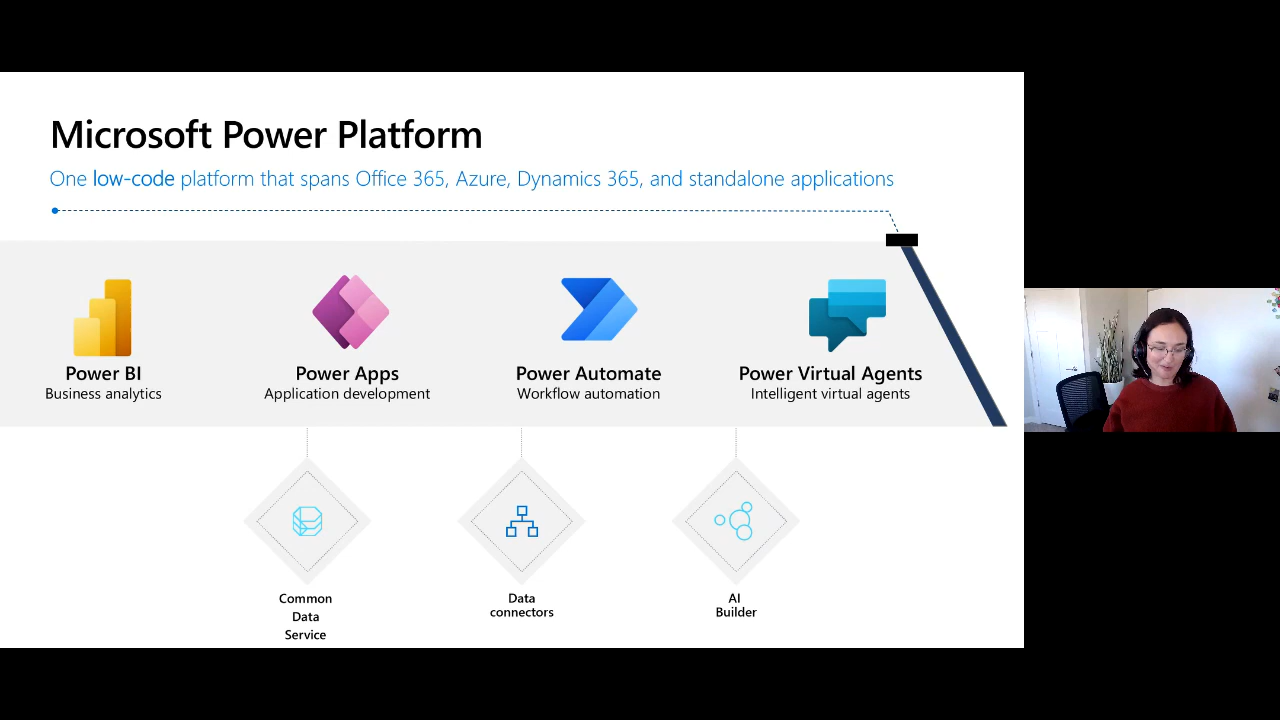 Microsoft Power Platform
One low-code platform that spans Office 365, Azure, Dynamics 365, and standalone applications
Power BI
Business analytics
Power Apps
Application development
Power Automate
Workflow automation
Power Virtual Agents
Intelligent virtual agents
Common
Data
Service
Data
connectors
AI
Builder